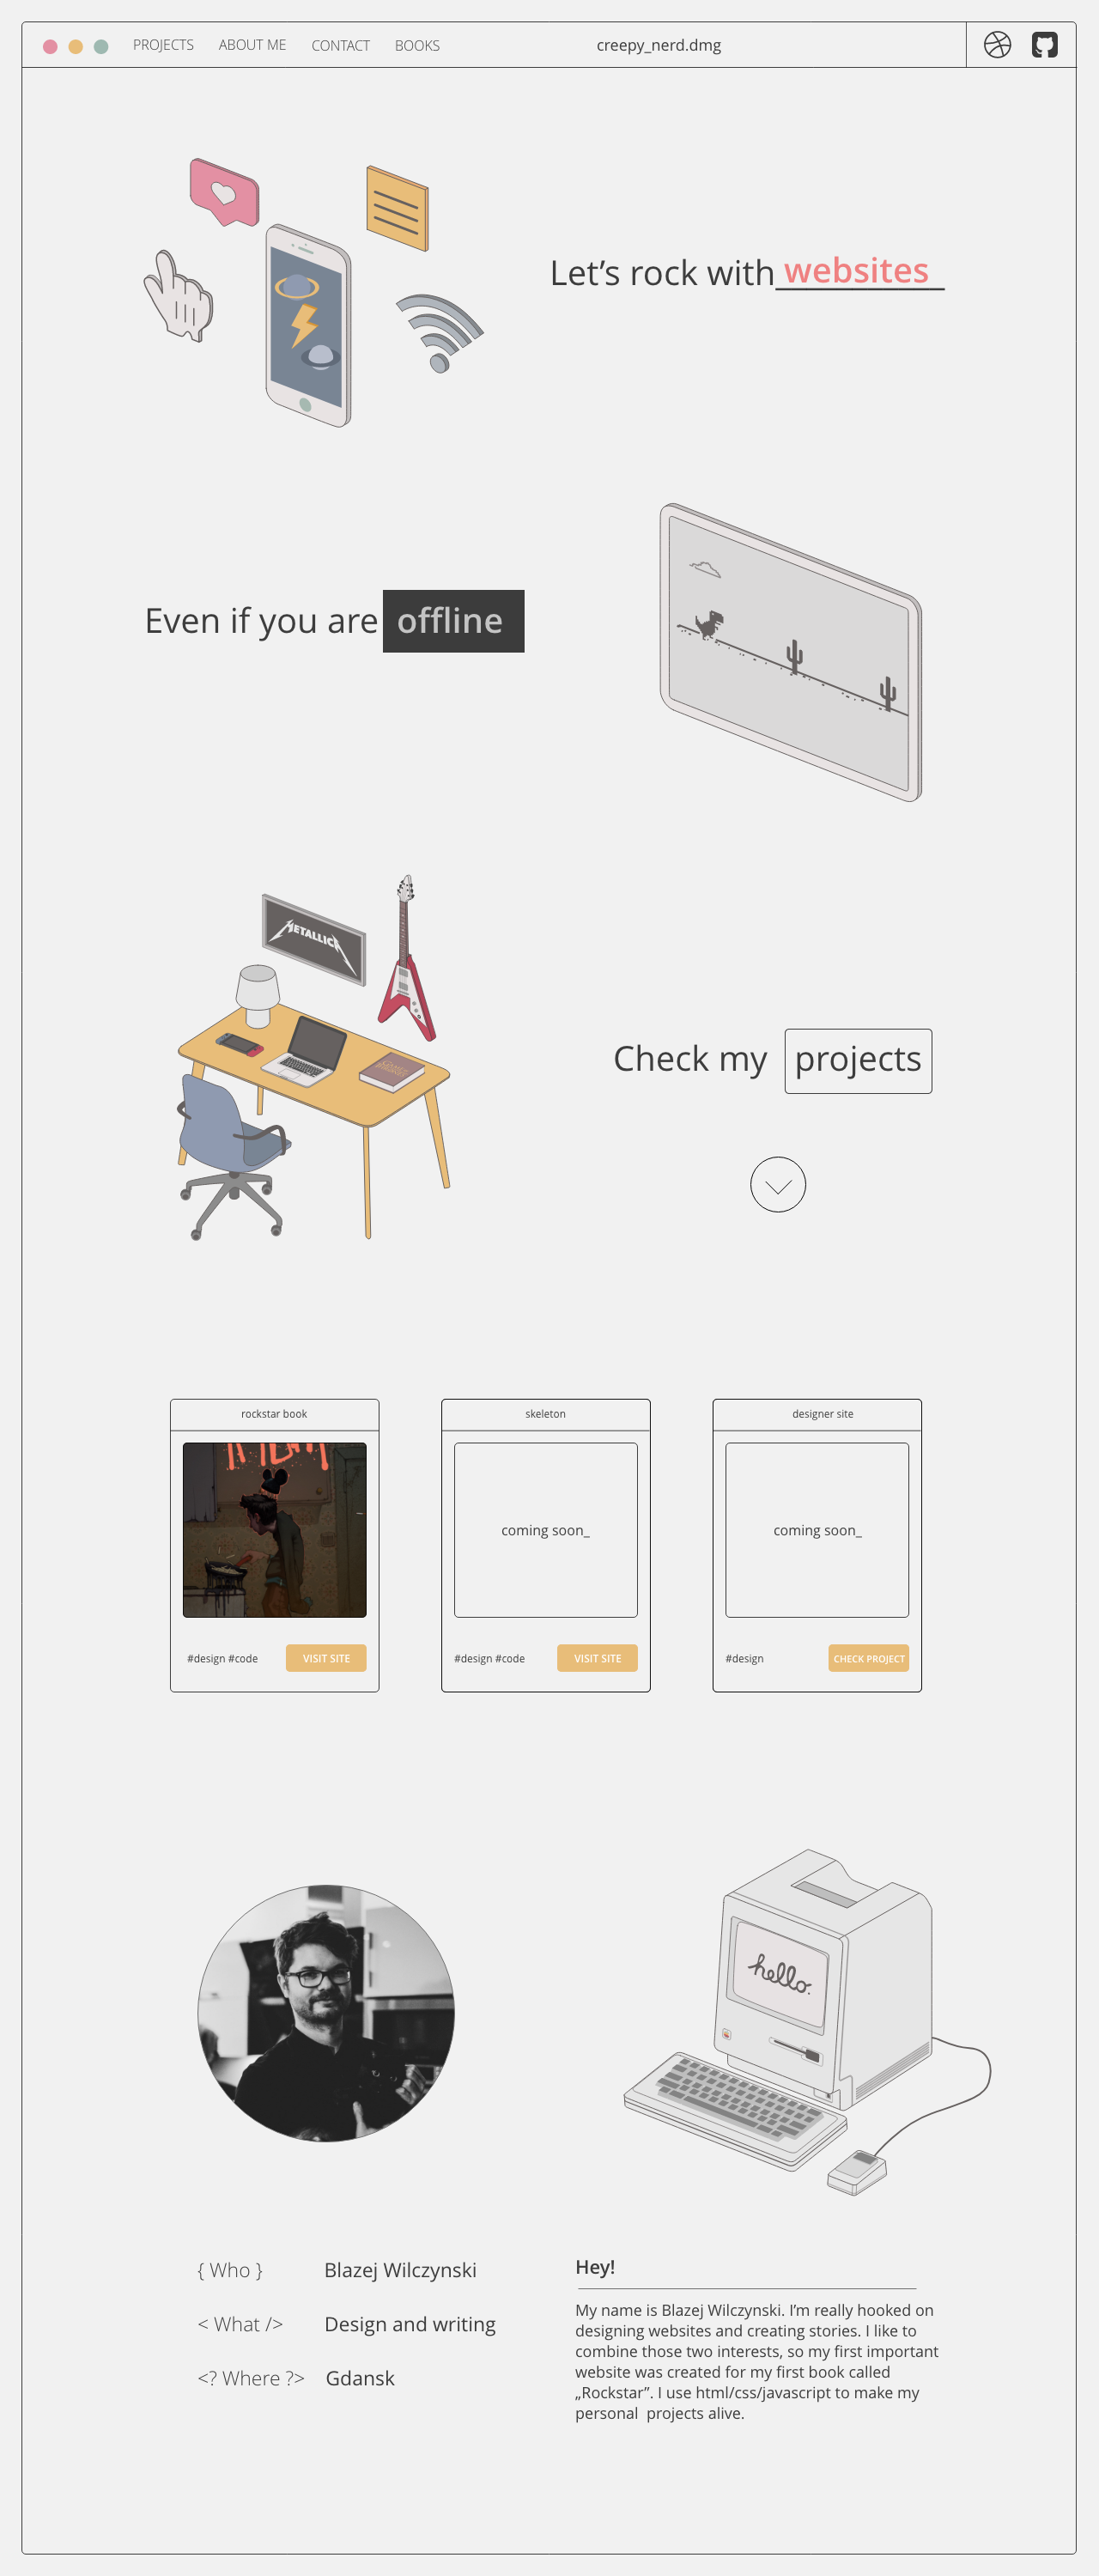 PROJECTS ABOUT ME CONTACT BOOKS creepy_nerd.dmg
Let’s rock with websites
Even if you are offline
METALLICA
Check my projects
rockstar book
#design #code VISIT SITE
skeleton
coming soon_
#design #code VISIT SITE
designer site
coming soon_
#design CHECK PROJECT
hello.
{ Who } Blazej Wilczynski
< What /> Design and writing
<? Where ?> Gdansk
Hey!
My name is Blazej Wilczynski. I’m really hooked on
designing websites and creating stories. I like to
combine those two interests, so my first important
website was created for my first book called
„Rockstar”. I use html/css/javascript to make my
personal  projects alive.